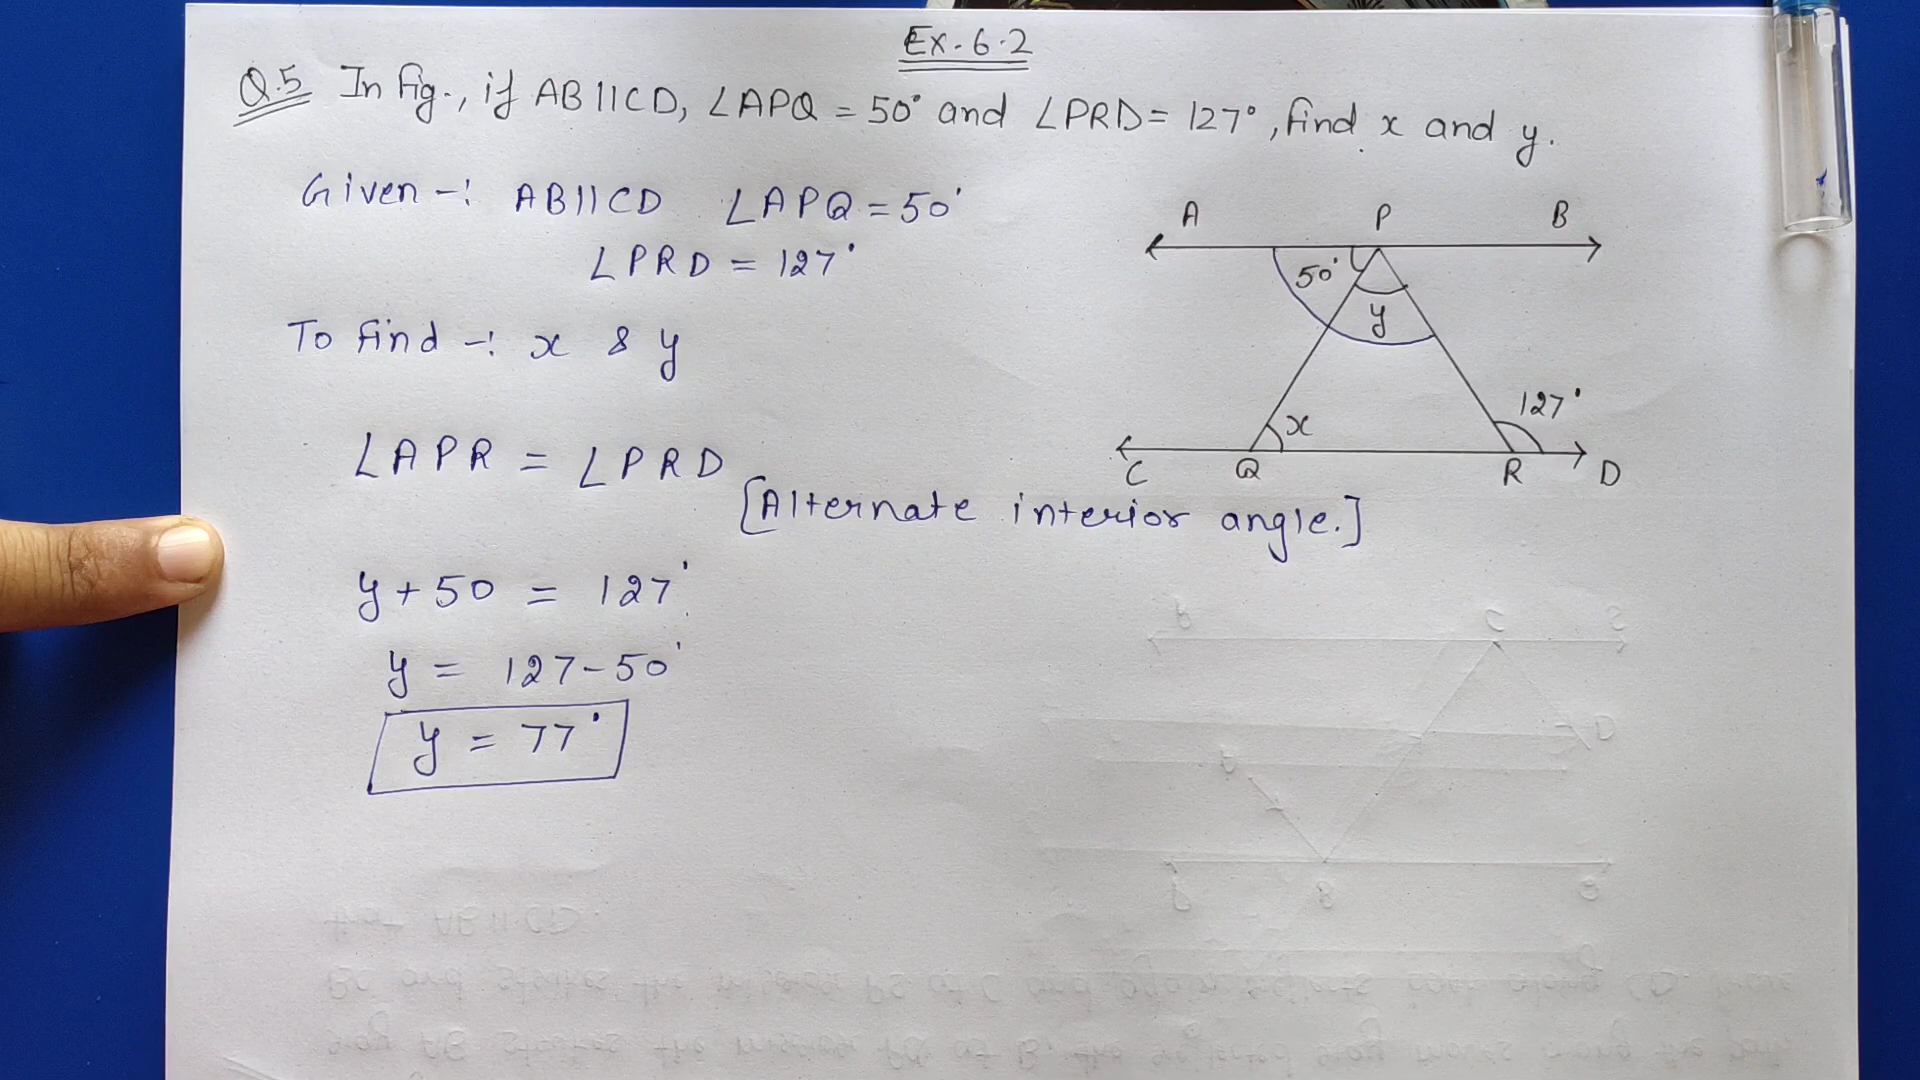 Ex. 6.2
Q.5 In fig., if AB||CD, ∠APQ = 50° and ∠PRD = 127°, find x and y.
Given -: AB||CD ∠APQ = 50°
∠PRD = 127°
To find -: x & y
∠APR = ∠PRD
[Alternate interior angle.]
y + 50 = 127°
y = 127 - 50°
y = 77°
A P B
50°
y
127°
x
C Q R D